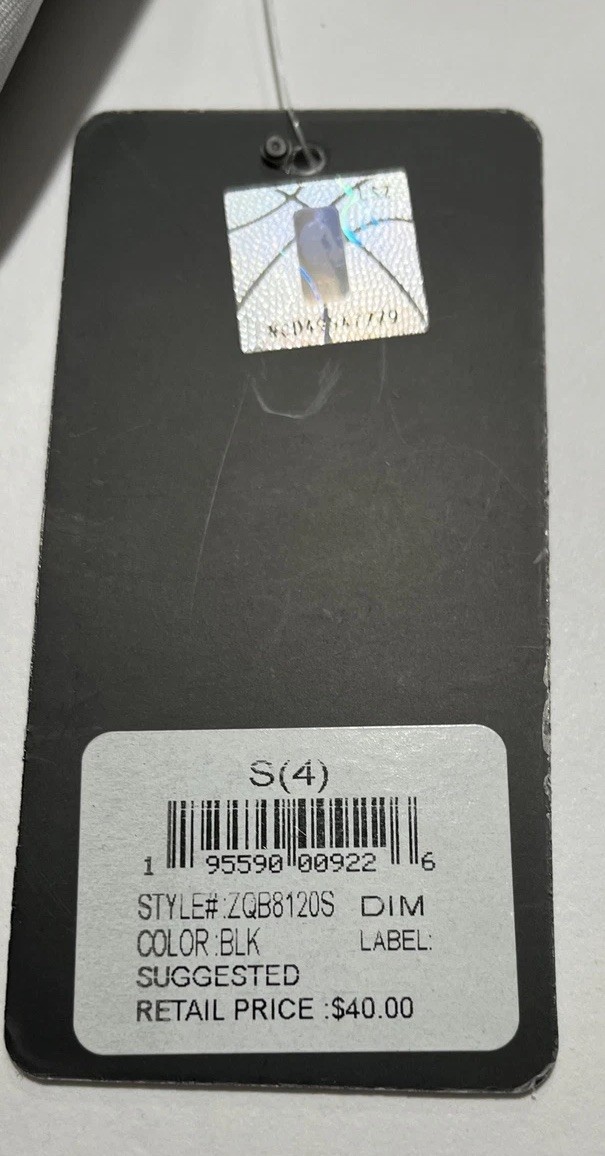 S(4)
1 95590 00922 6
STYLE#:ZQB8120S DIM
COLOR:BLK LABEL:
SUGGESTED
RETAIL PRICE :$40.00